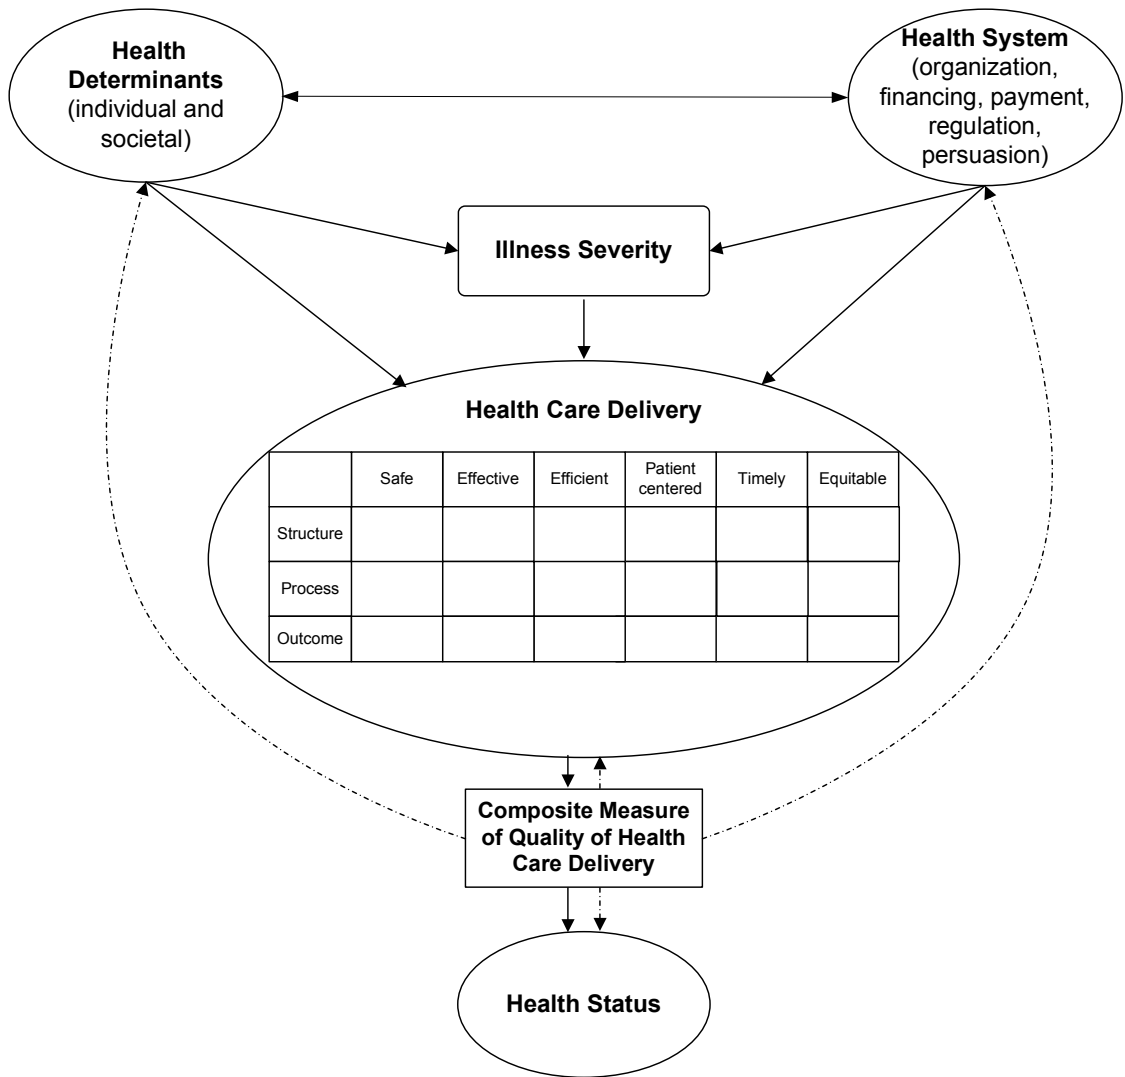 Health
Determinants
(individual and
societal)
Health System
(organization,
financing, payment,
regulation,
persuasion)
Illness Severity
Health Care Delivery
Safe Effective Efficient Patient centered Timely Equitable
Structure
Process
Outcome
Composite Measure
of Quality of Health
Care Delivery
Health Status